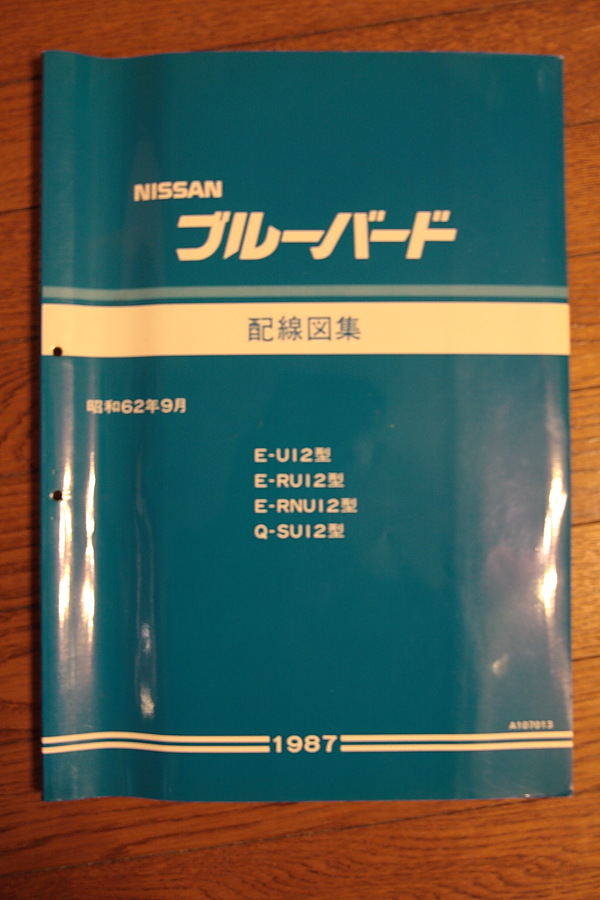 NISSAN
ブルーバード
配線図集
昭和62年9月
E-U12型
E-RU12型
E-RNU12型
Q-SU12型
A107013
1987